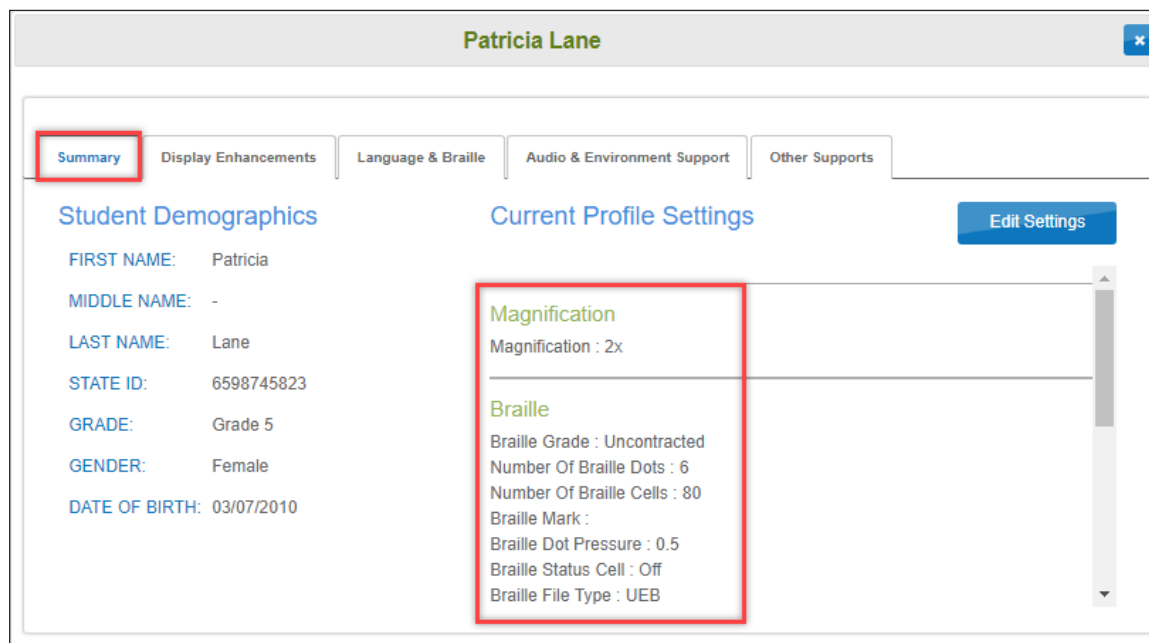 Patricia Lane
Summary
Display Enhancements
Language & Braille
Audio & Environment Support
Other Supports
Student Demographics
FIRST NAME: Patricia
MIDDLE NAME: -
LAST NAME: Lane
STATE ID: 6598745823
GRADE: Grade 5
GENDER: Female
DATE OF BIRTH: 03/07/2010
Current Profile Settings
Edit Settings
Magnification
Magnification : 2x
Braille
Braille Grade : Uncontracted
Number Of Braille Dots : 6
Number Of Braille Cells : 80
Braille Mark :
Braille Dot Pressure : 0.5
Braille Status Cell : Off
Braille File Type : UEB